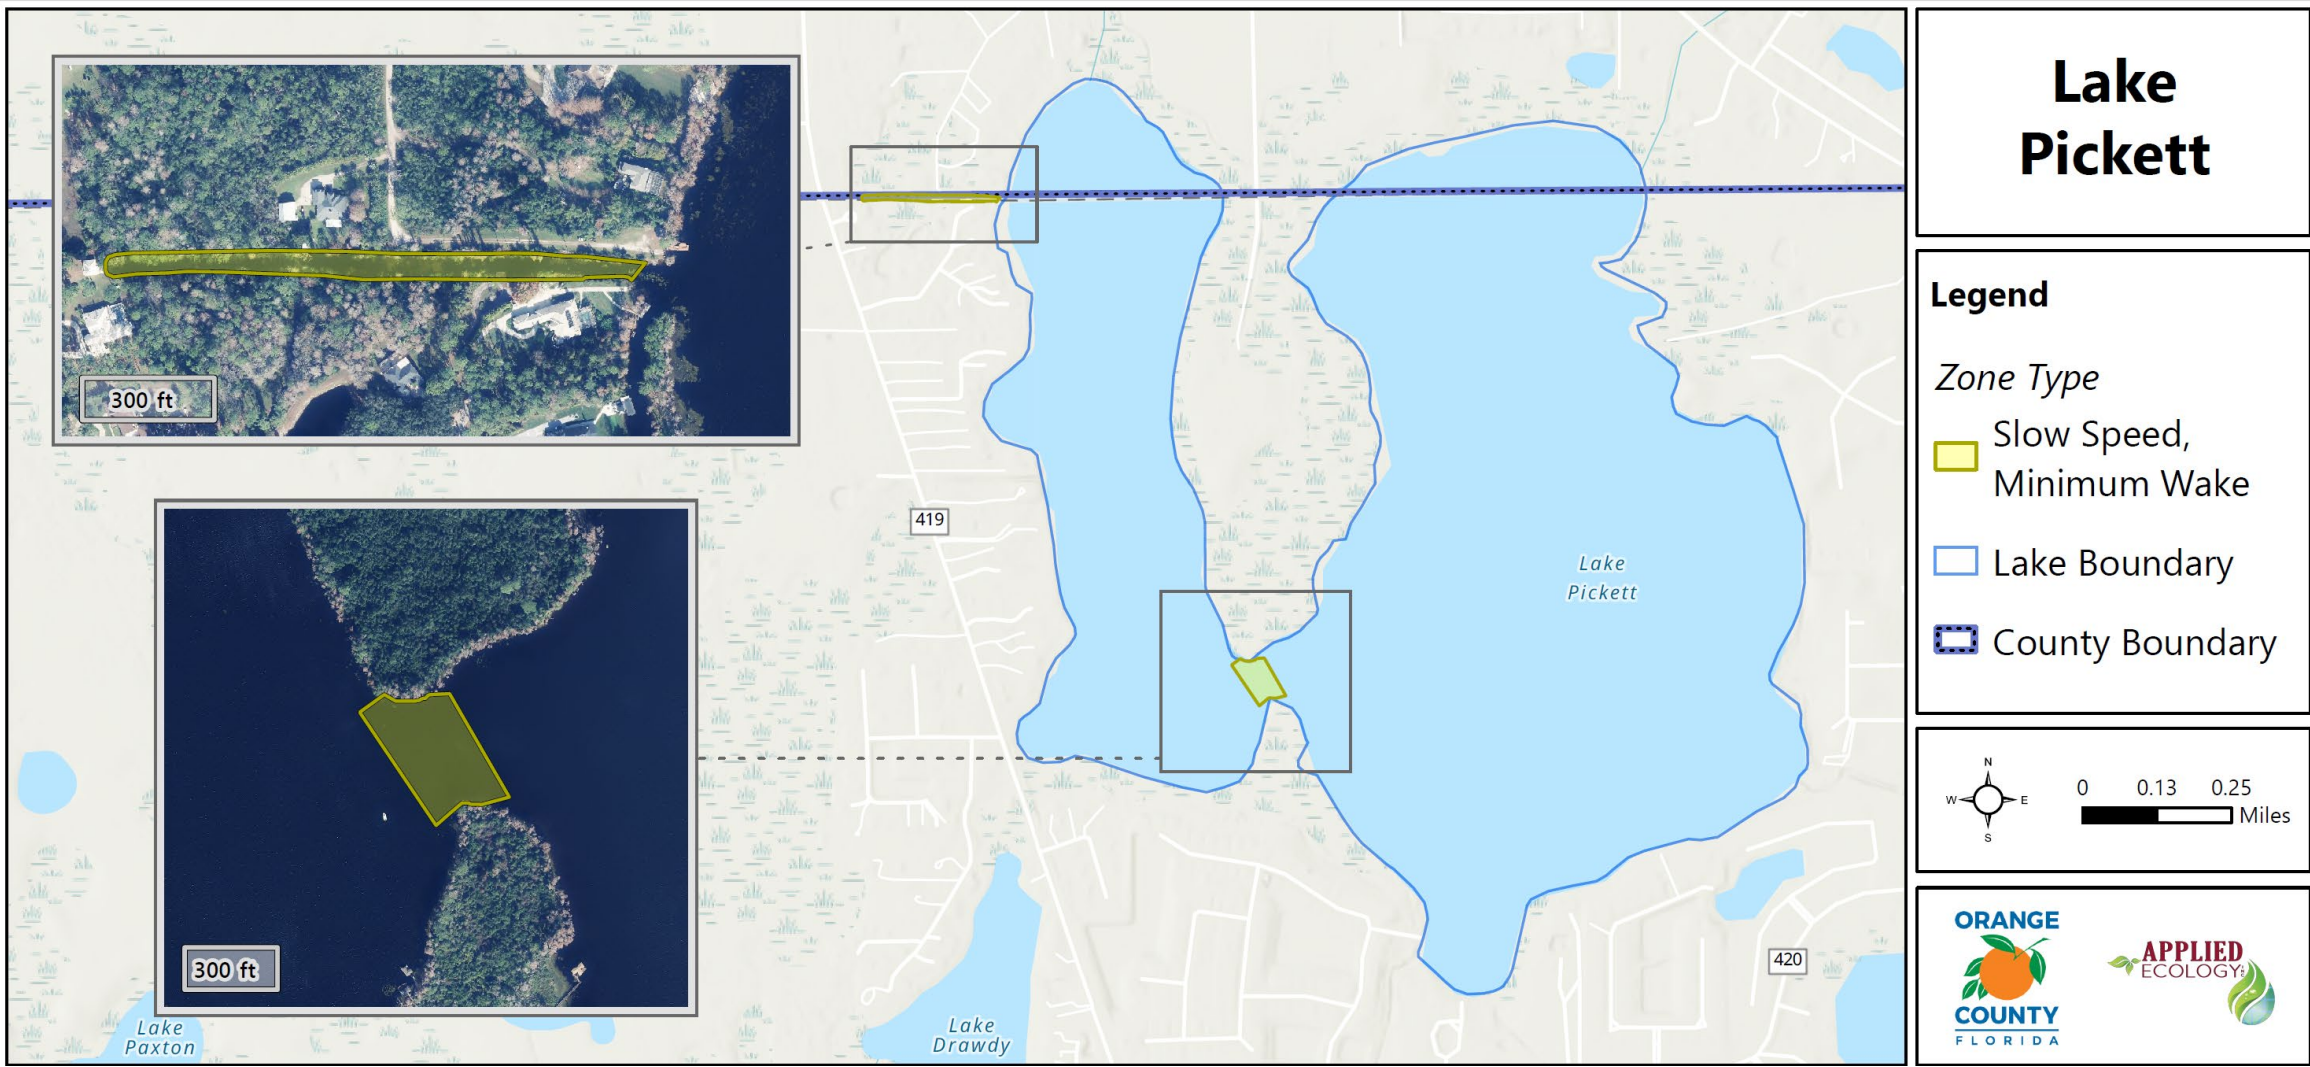 300 ft
300 ft
419
Lake
Pickett
420
Lake
Paxton
Lake
Drawdy
Lake
Pickett
Legend
Zone Type
Slow Speed,
Minimum Wake
Lake Boundary
County Boundary
N
W E
S
0 0.13 0.25
Miles
ORANGE
COUNTY
FLORIDA
APPLIED
ECOLOGY